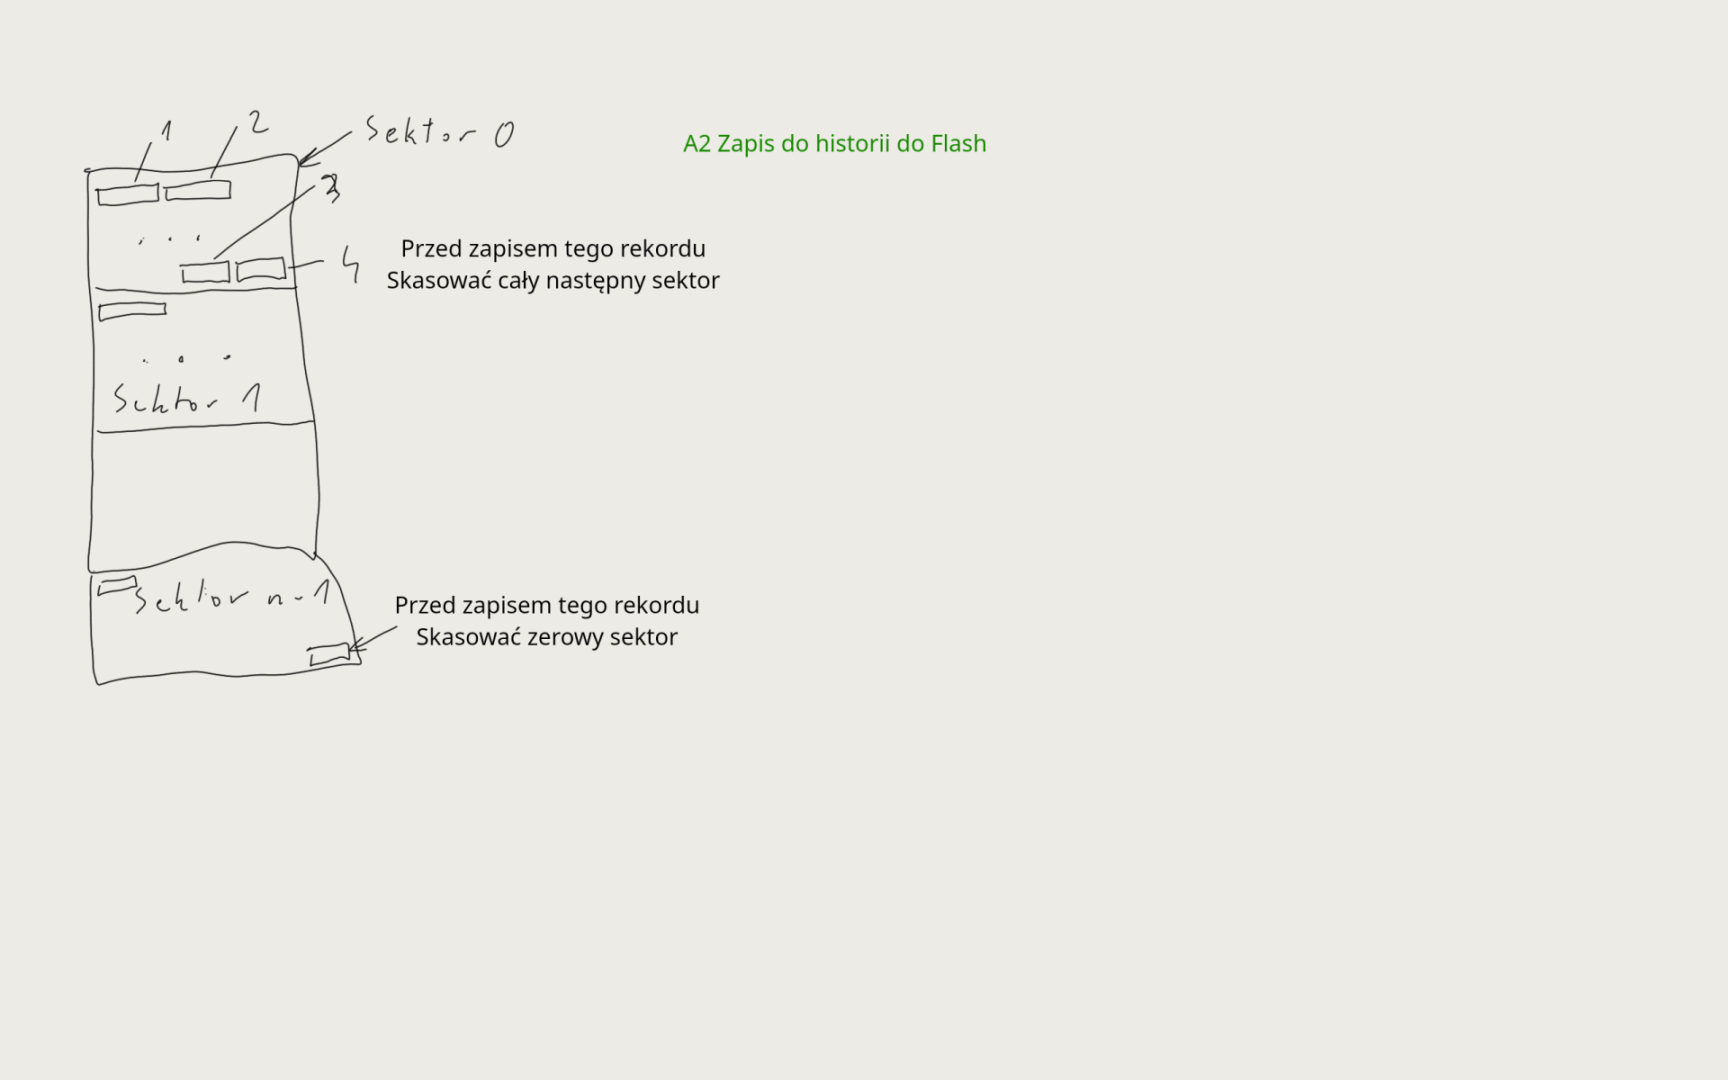 1
2
Sektor 0
A2 Zapis do historii do Flash
3
4
Przed zapisem tego rekordu
Skasować cały następny sektor
Sektor 1
Sektor n-1
Przed zapisem tego rekordu
Skasować zerowy sektor